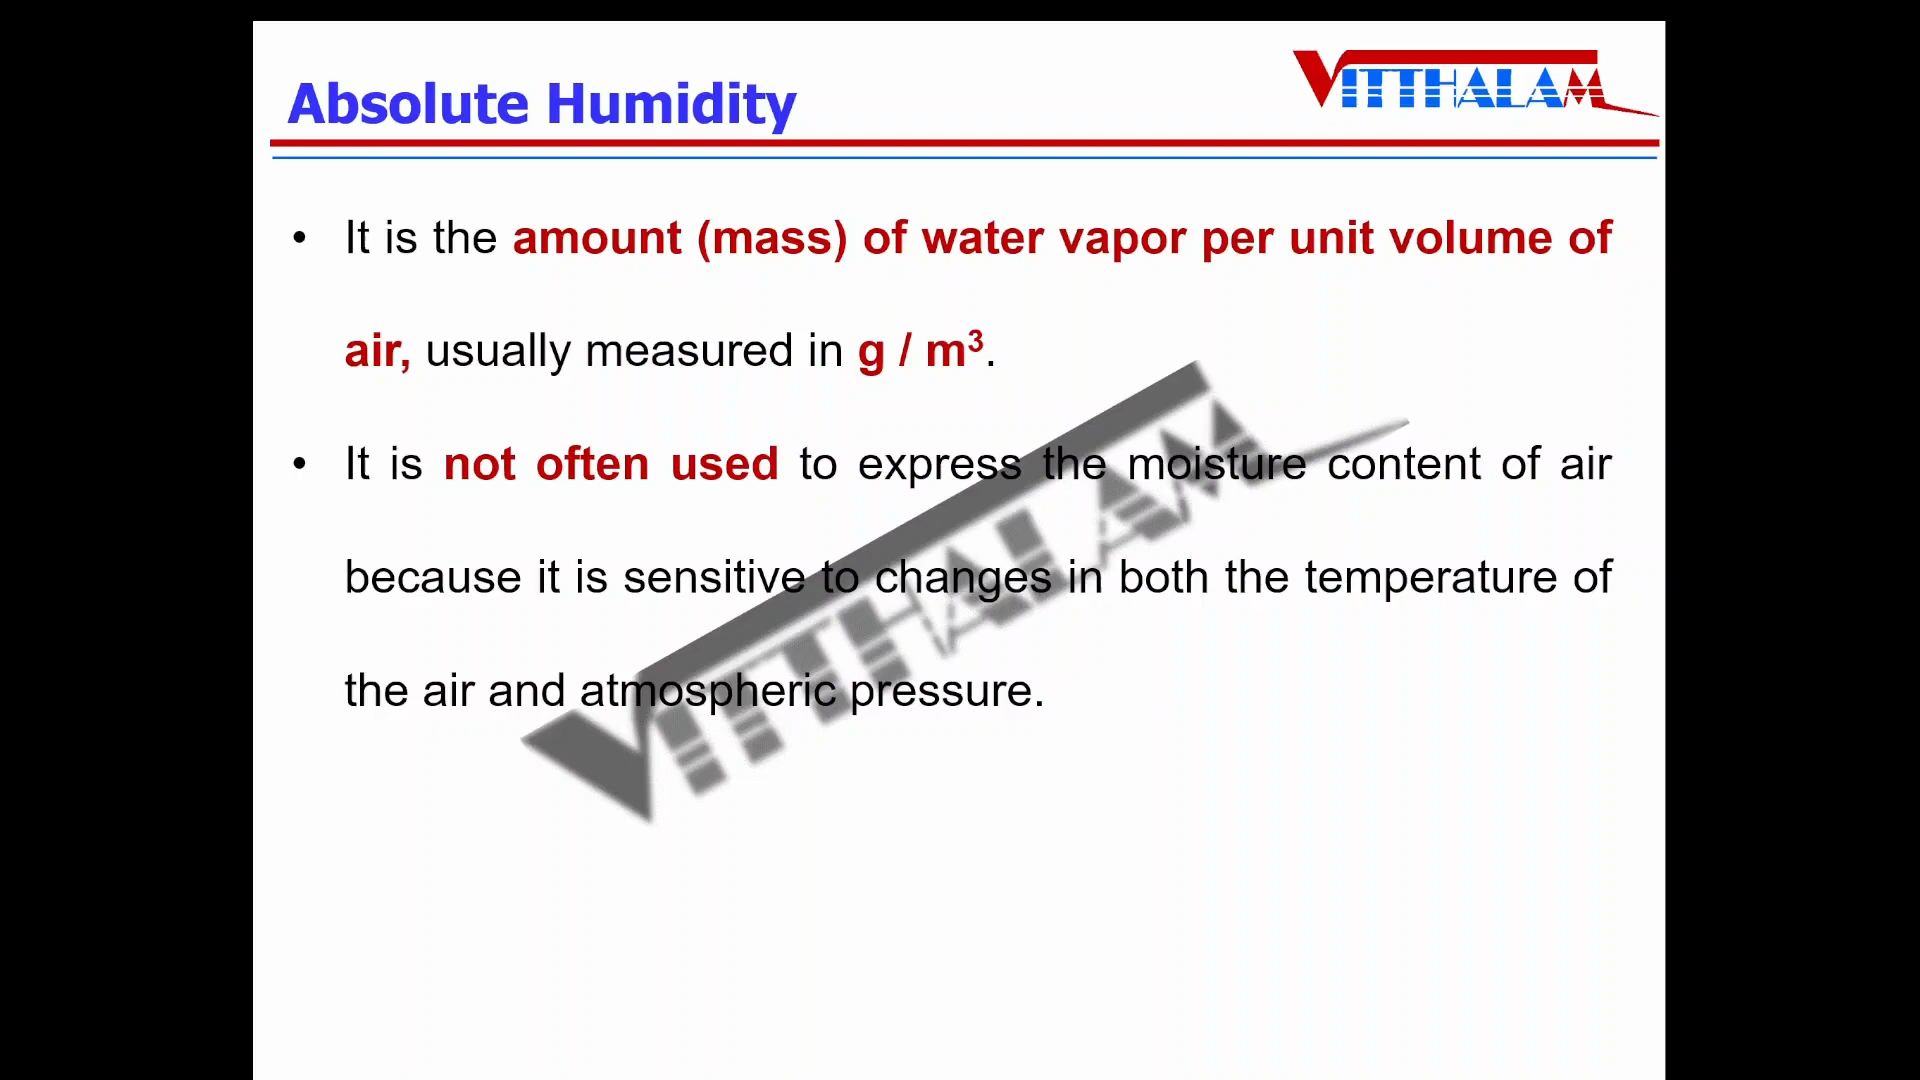 Absolute Humidity
VITTHALAM
• It is the amount (mass) of water vapor per unit volume of
air, usually measured in g / m³.
• It is not often used to express the moisture content of air
because it is sensitive to changes in both the temperature of
the air and atmospheric pressure.
VITTHALAM